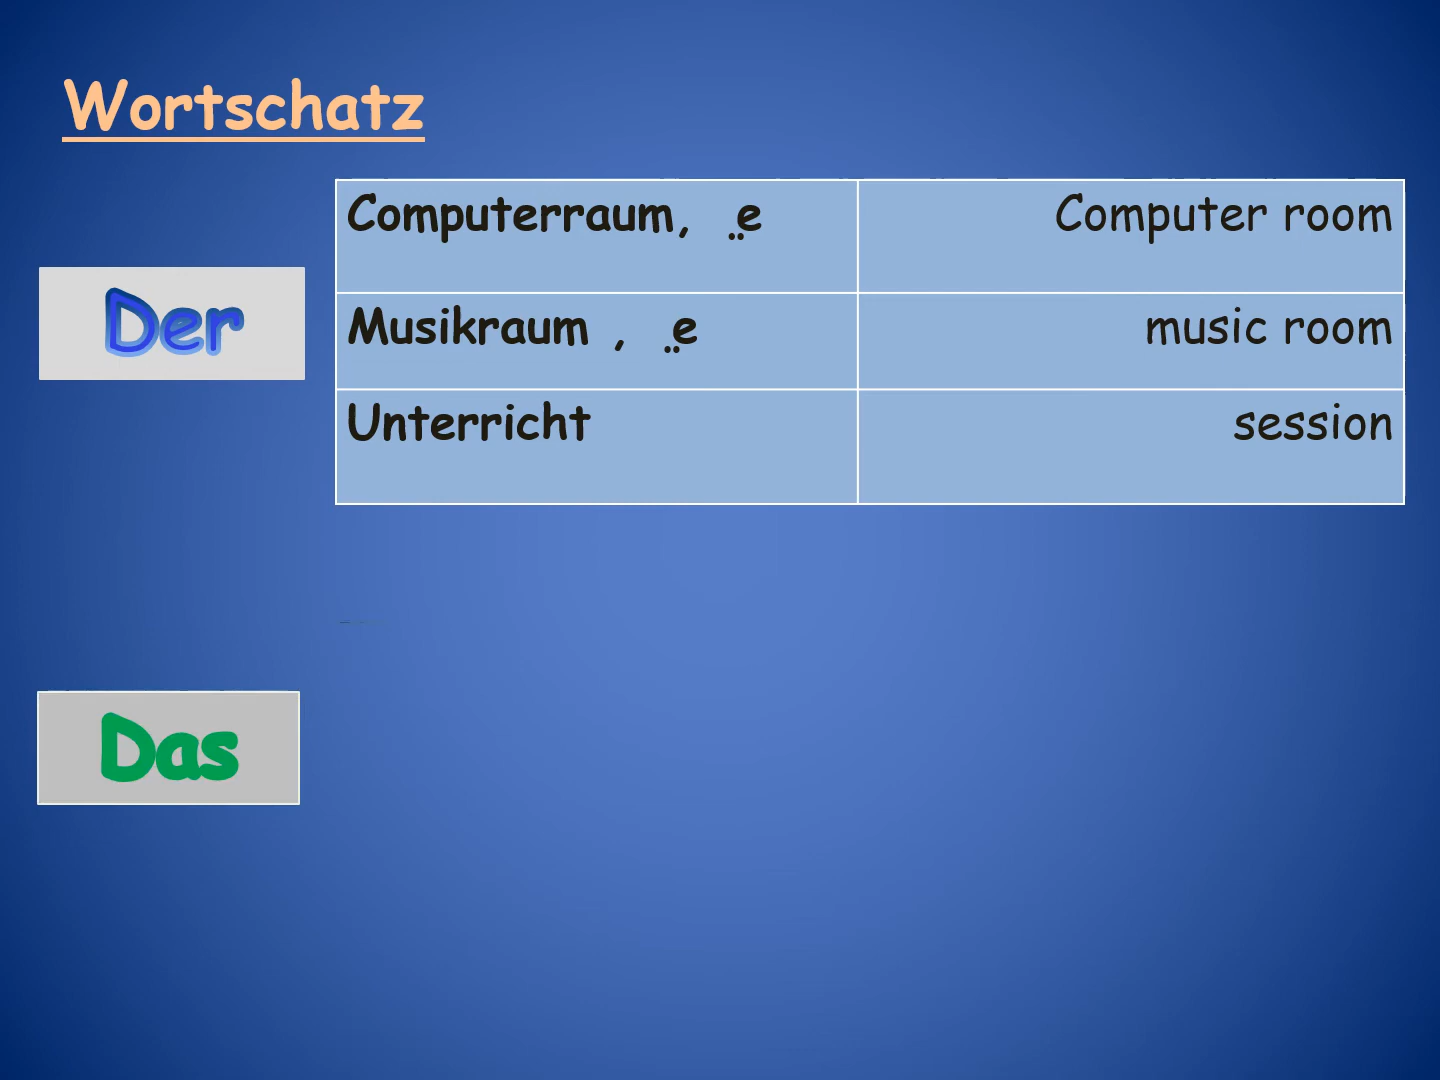 Wortschatz
Der
Computerraum, ̤e Computer room
Musikraum , ̤e music room
Unterricht session
Das